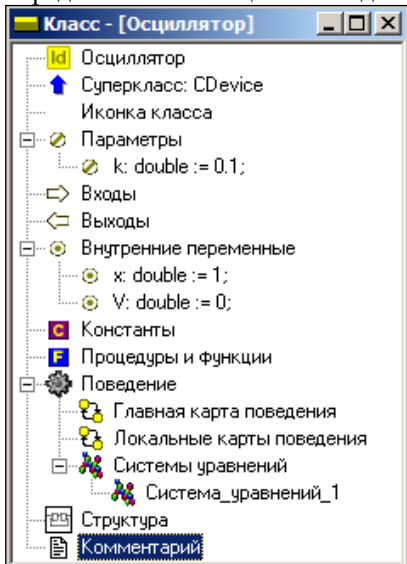 Класс - [Осциллятор]
Id Осциллятор
Суперкласс: CDevice
Иконка класса
Параметры
k: double := 0.1;
Входы
Выходы
Внутренние переменные
x: double := 1;
V: double := 0;
C Константы
F Процедуры и функции
Поведение
Главная карта поведения
Локальные карты поведения
Системы уравнений
Система_уравнений_1
Структура
Комментарий